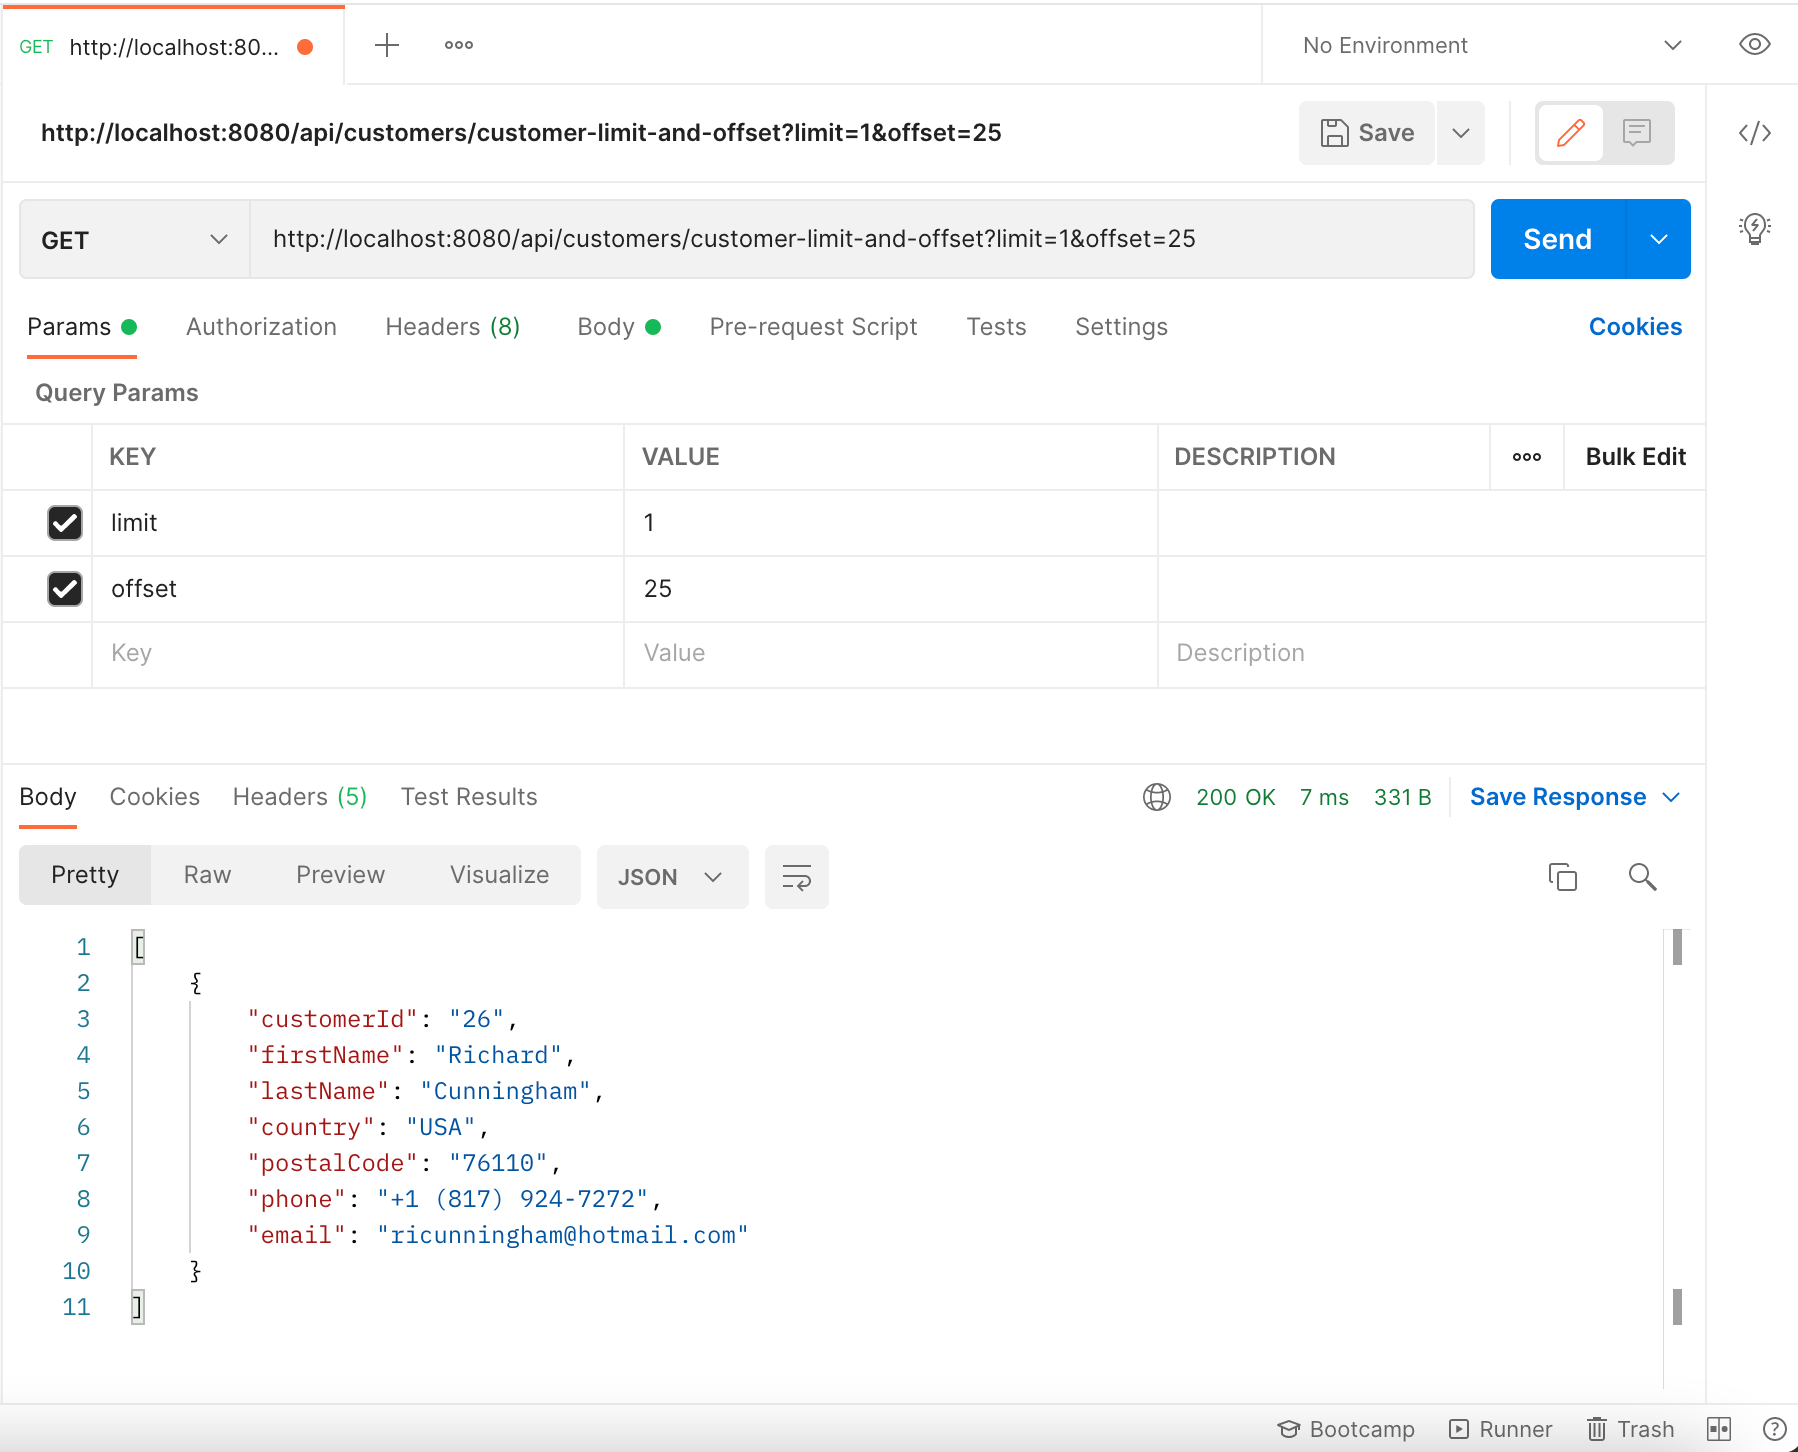 GET http://localhost:80...
No Environment
http://localhost:8080/api/customers/customer-limit-and-offset?limit=1&offset=25
Save
GET http://localhost:8080/api/customers/customer-limit-and-offset?limit=1&offset=25 Send
Params Authorization Headers (8) Body Pre-request Script Tests Settings Cookies
Query Params
KEY VALUE DESCRIPTION Bulk Edit
limit 1
offset 25
Key Value Description
Body Cookies Headers (5) Test Results 200 OK 7 ms 331 B Save Response
Pretty Raw Preview Visualize JSON
1 [
2 {
3 "customerId": "26",
4 "firstName": "Richard",
5 "lastName": "Cunningham",
6 "country": "USA",
7 "postalCode": "76110",
8 "phone": "+1 (817) 924-7272",
9 "email": "ricunningham@hotmail.com"
10 }
11 ]
Bootcamp Runner Trash